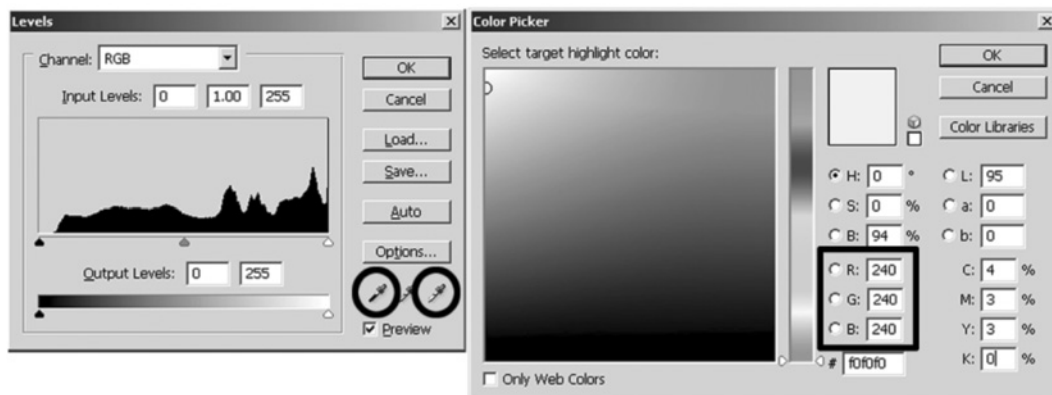 Levels
Channel: RGB
Input Levels: 0 1.00 255
Output Levels: 0 255
OK
Cancel
Load...
Save...
Auto
Options...
Preview
Color Picker
Select target highlight color:
OK
Cancel
Color Libraries
H: 0 °
S: 0 %
B: 94 %
R: 240
G: 240
B: 240
# f0f0f0
L: 95
a: 0
b: 0
C: 4 %
M: 3 %
Y: 3 %
K: 0 %
Only Web Colors